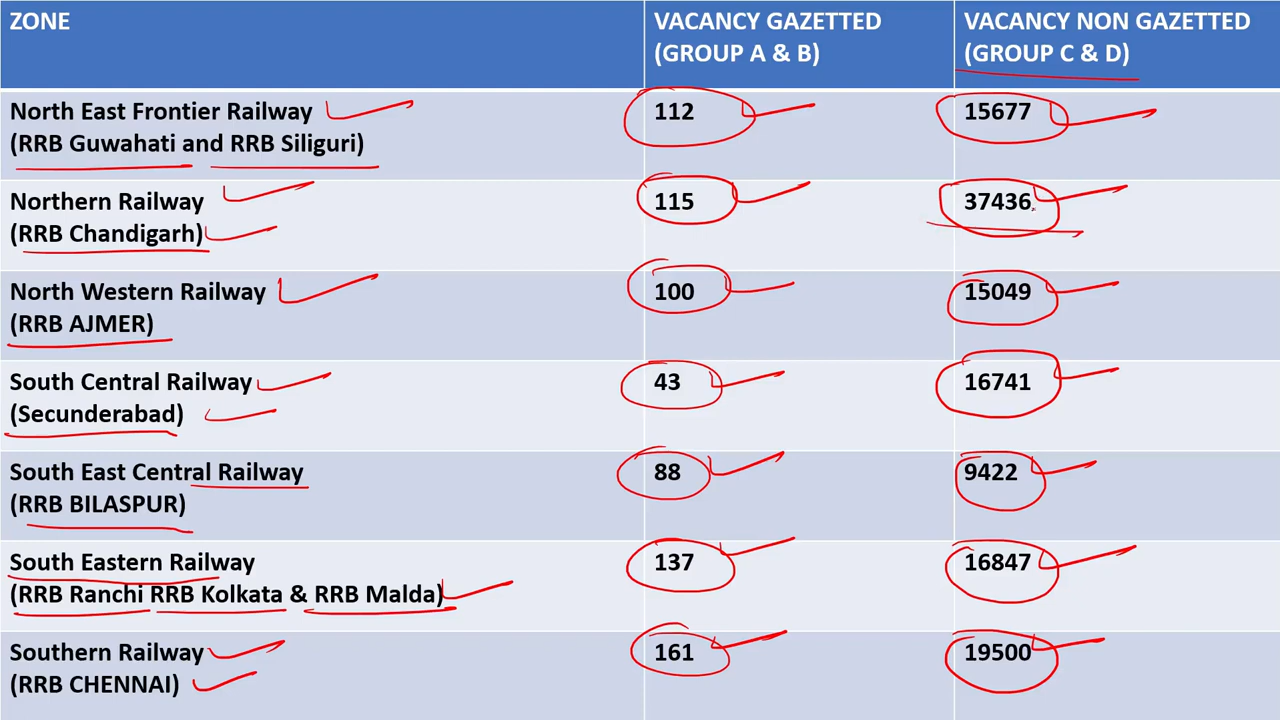 ZONE
VACANCY GAZETTED
(GROUP A & B)
VACANCY NON GAZETTED
(GROUP C & D)
North East Frontier Railway
(RRB Guwahati and RRB Siliguri)
112
15677
Northern Railway
(RRB Chandigarh)
115
37436
North Western Railway
(RRB AJMER)
100
15049
South Central Railway
(Secunderabad)
43
16741
South East Central Railway
(RRB BILASPUR)
88
9422
South Eastern Railway
(RRB Ranchi RRB Kolkata & RRB Malda)
137
16847
Southern Railway
(RRB CHENNAI)
161
19500